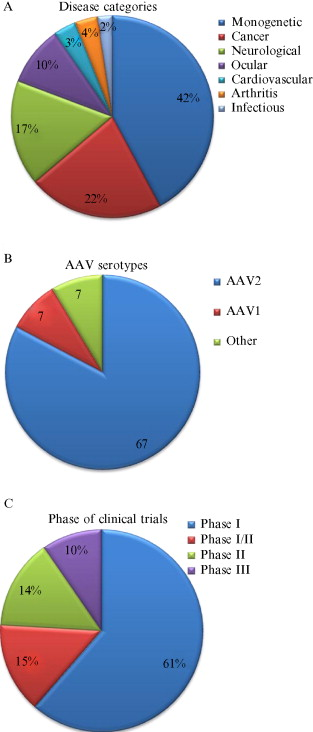 A
Disease categories
Monogenetic
Cancer
Neurological
Ocular
Cardiovascular
Arthritis
Infectious
42%
22%
17%
10%
3%
4%
2%
B
AAV serotypes
AAV2
AAV1
Other
7
7
67
C
Phase of clinical trials
Phase I
Phase I/II
Phase II
Phase III
10%
14%
15%
61%